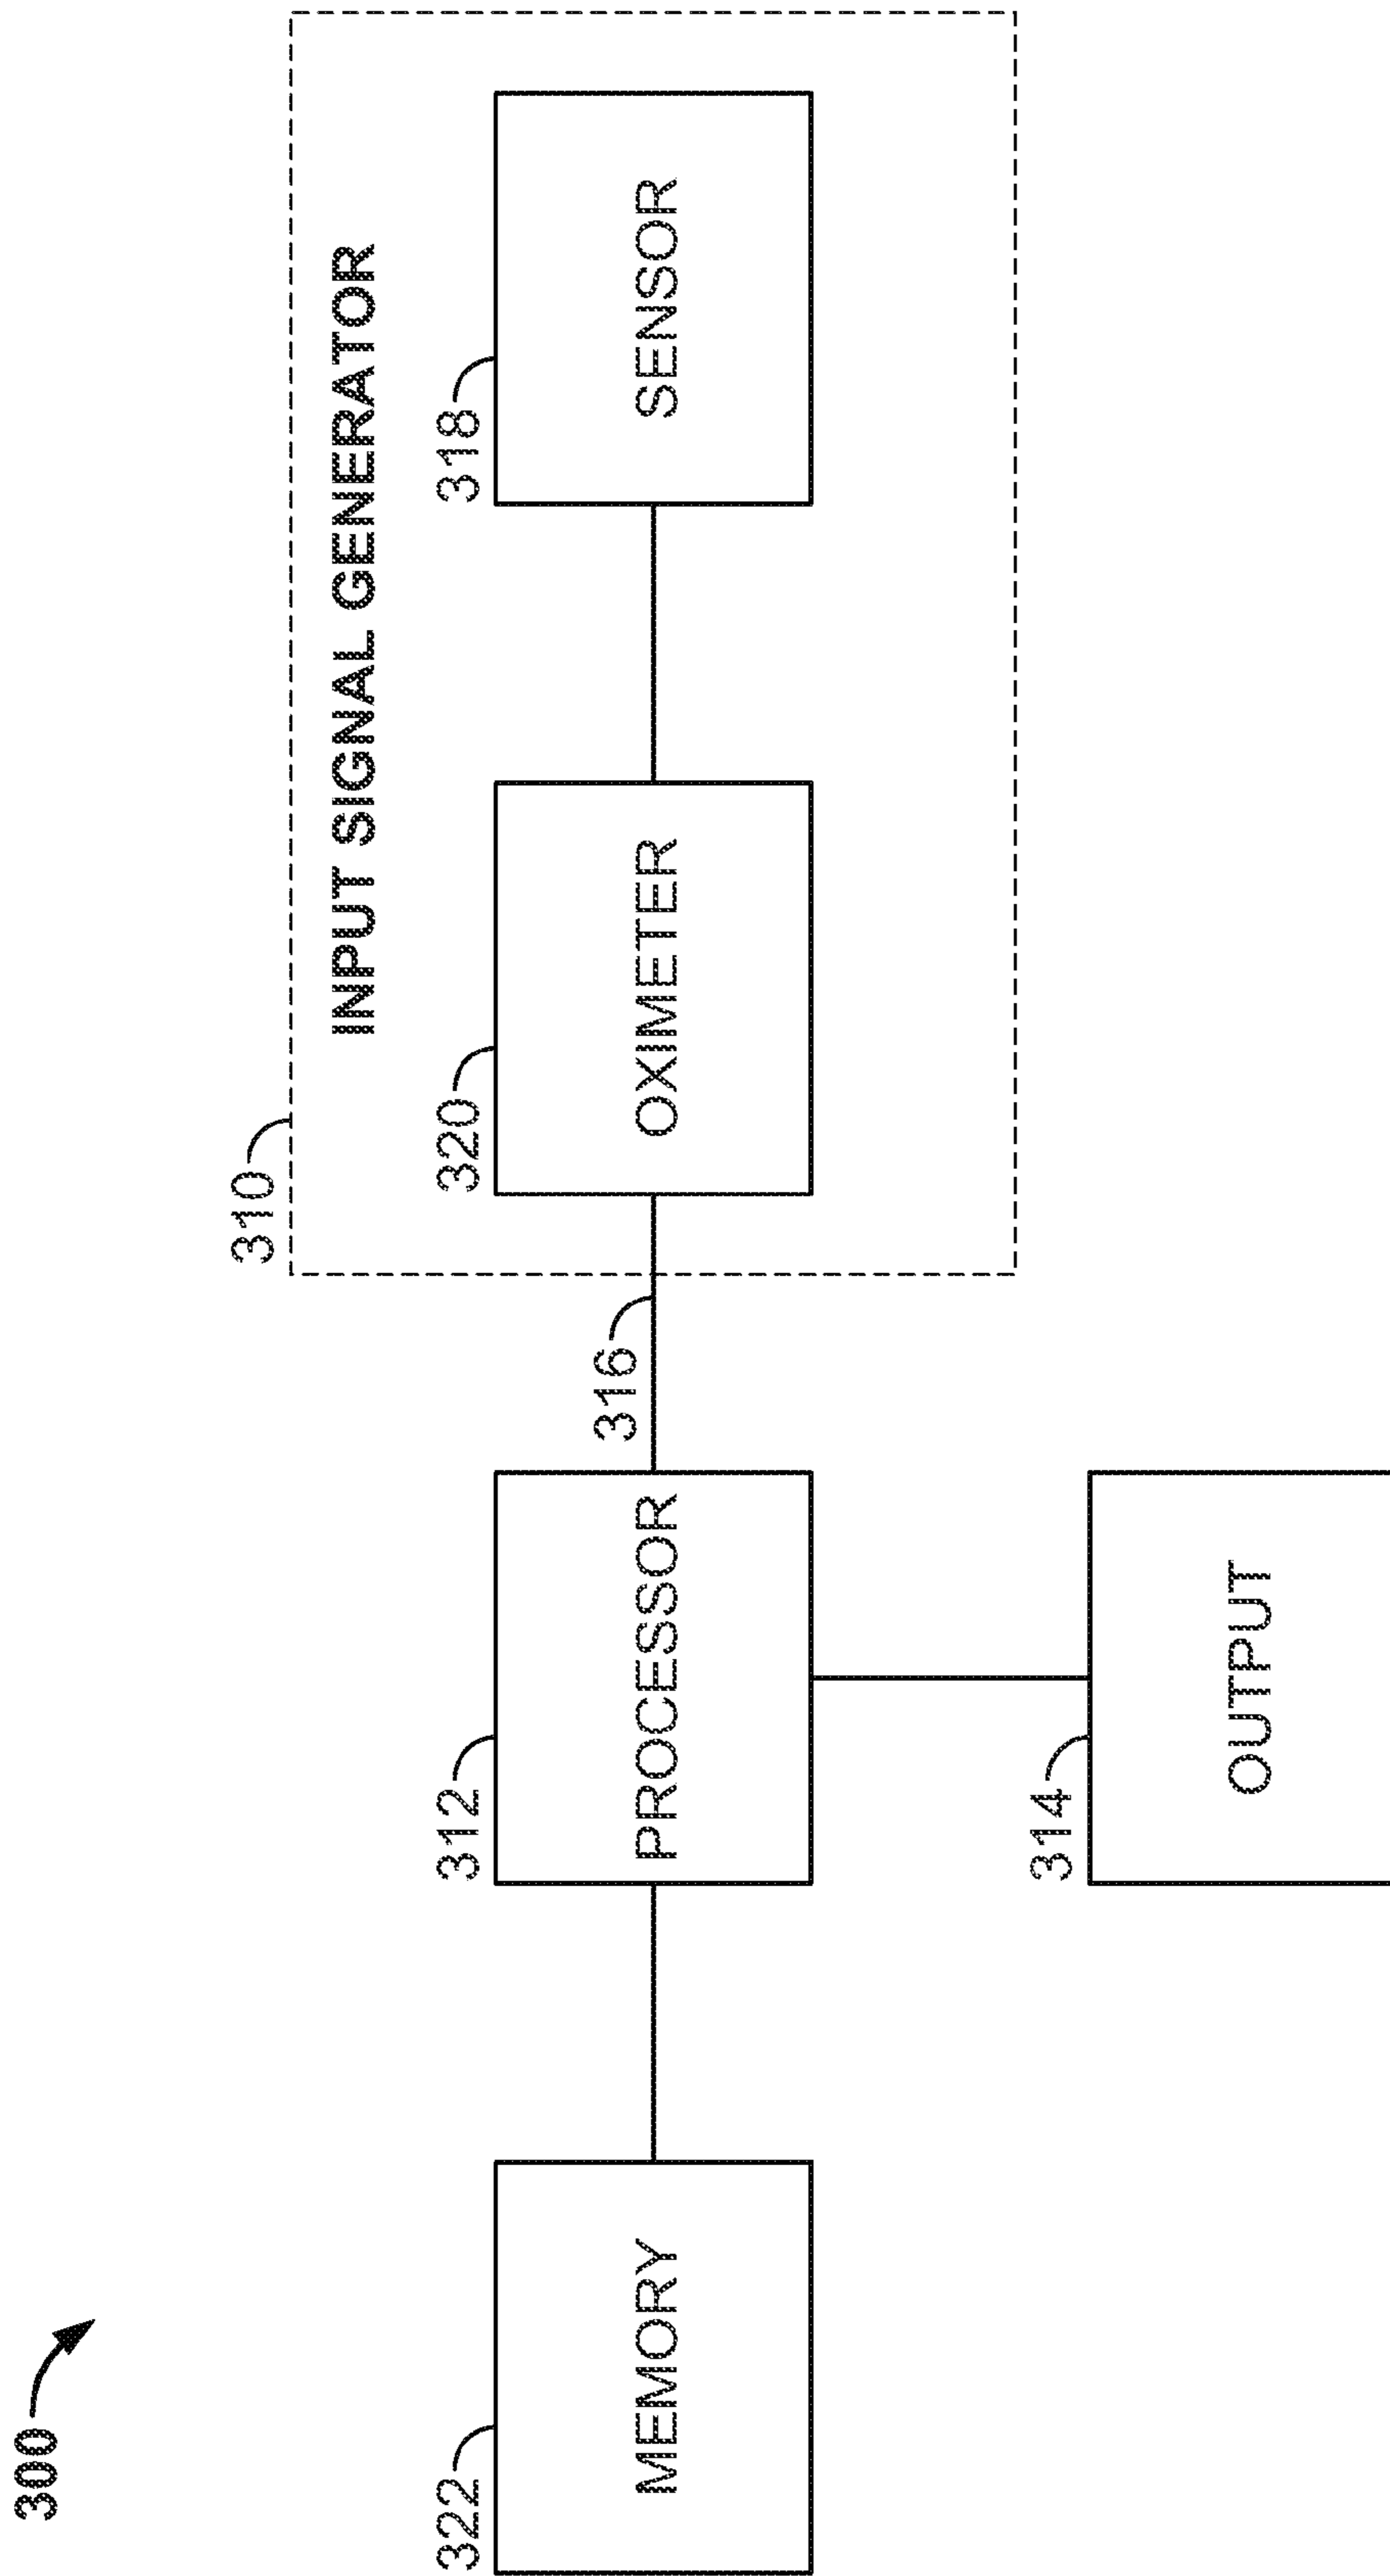 300
310
INPUT SIGNAL GENERATOR
322
312
320
318
316
MEMORY
PROCESSOR
OXIMETER
SENSOR
314
OUTPUT